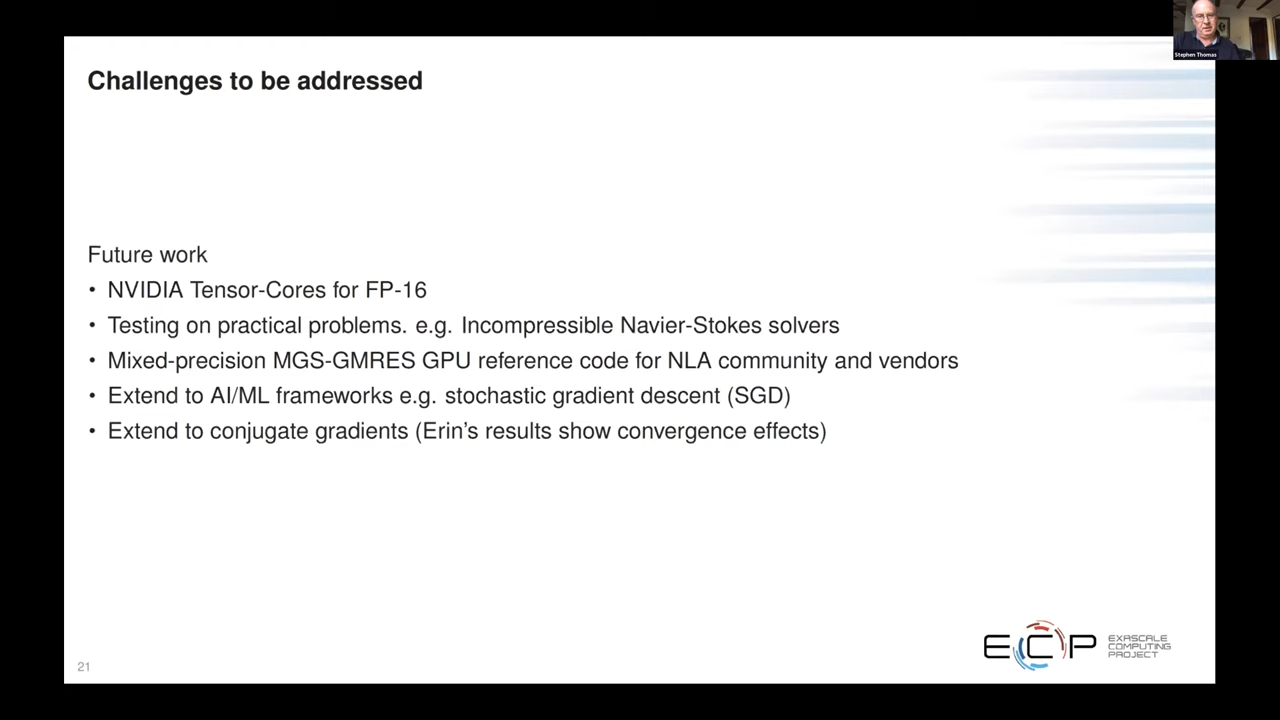 Stephen Thomas
Challenges to be addressed
Future work
• NVIDIA Tensor-Cores for FP-16
• Testing on practical problems. e.g. Incompressible Navier-Stokes solvers
• Mixed-precision MGS-GMRES GPU reference code for NLA community and vendors
• Extend to AI/ML frameworks e.g. stochastic gradient descent (SGD)
• Extend to conjugate gradients (Erin's results show convergence effects)
21
ECP
EXASCALE
COMPUTING
PROJECT